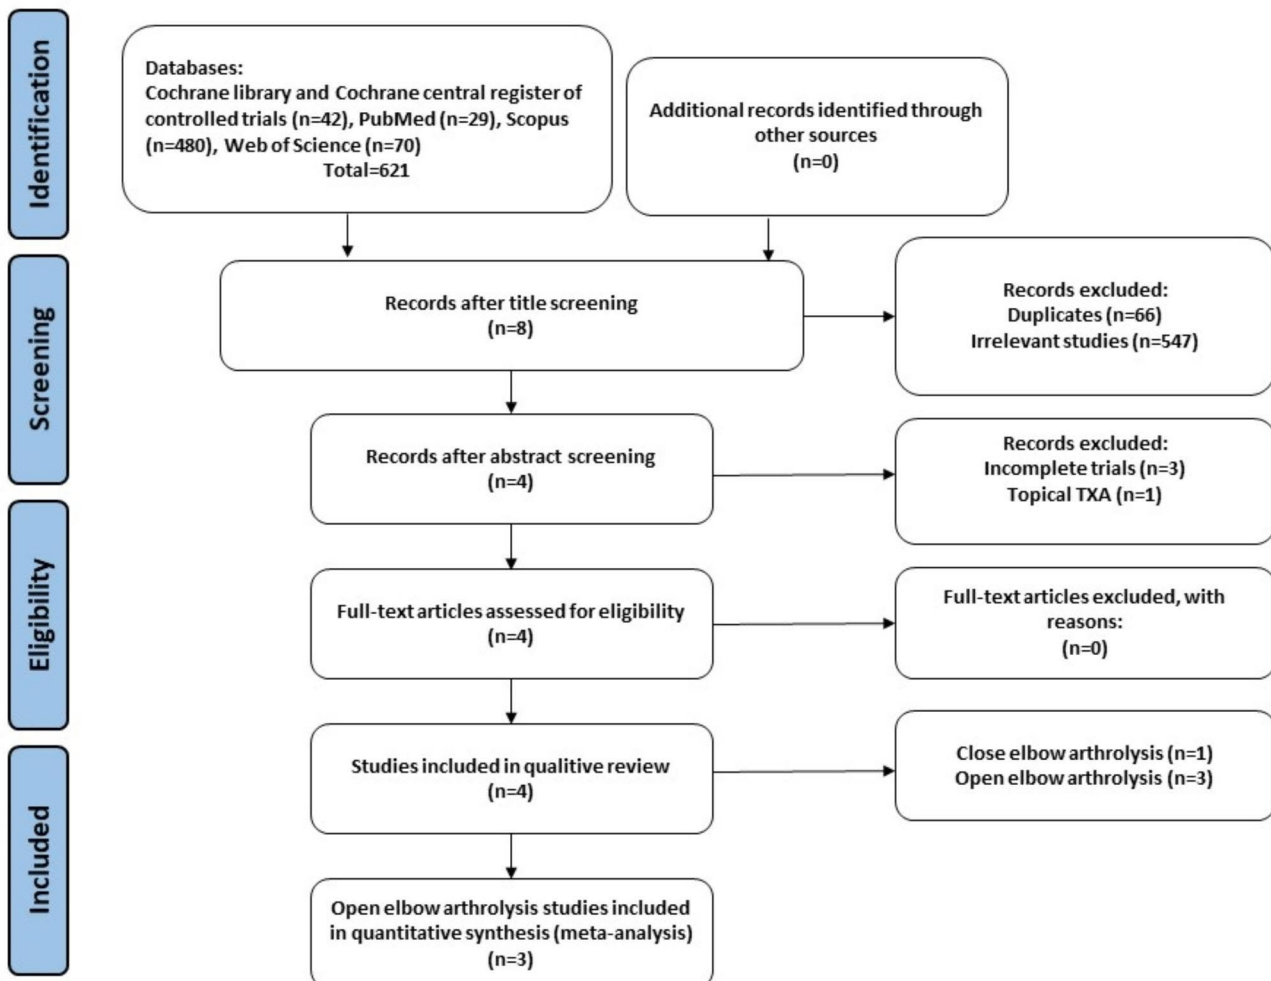 Identification
Databases:
Cochrane library and Cochrane central register of
controlled trials (n=42), PubMed (n=29), Scopus
(n=480), Web of Science (n=70)
Total=621
Additional records identified through
other sources
(n=0)
Screening
Records after title screening
(n=8)
Records excluded:
Duplicates (n=66)
Irrelevant studies (n=547)
Records after abstract screening
(n=4)
Records excluded:
Incomplete trials (n=3)
Topical TXA (n=1)
Eligibility
Full-text articles assessed for eligibility
(n=4)
Full-text articles excluded, with
reasons:
(n=0)
Included
Studies included in qualitive review
(n=4)
Close elbow arthrolysis (n=1)
Open elbow arthrolysis (n=3)
Open elbow arthrolysis studies included
in quantitative synthesis (meta-analysis)
(n=3)